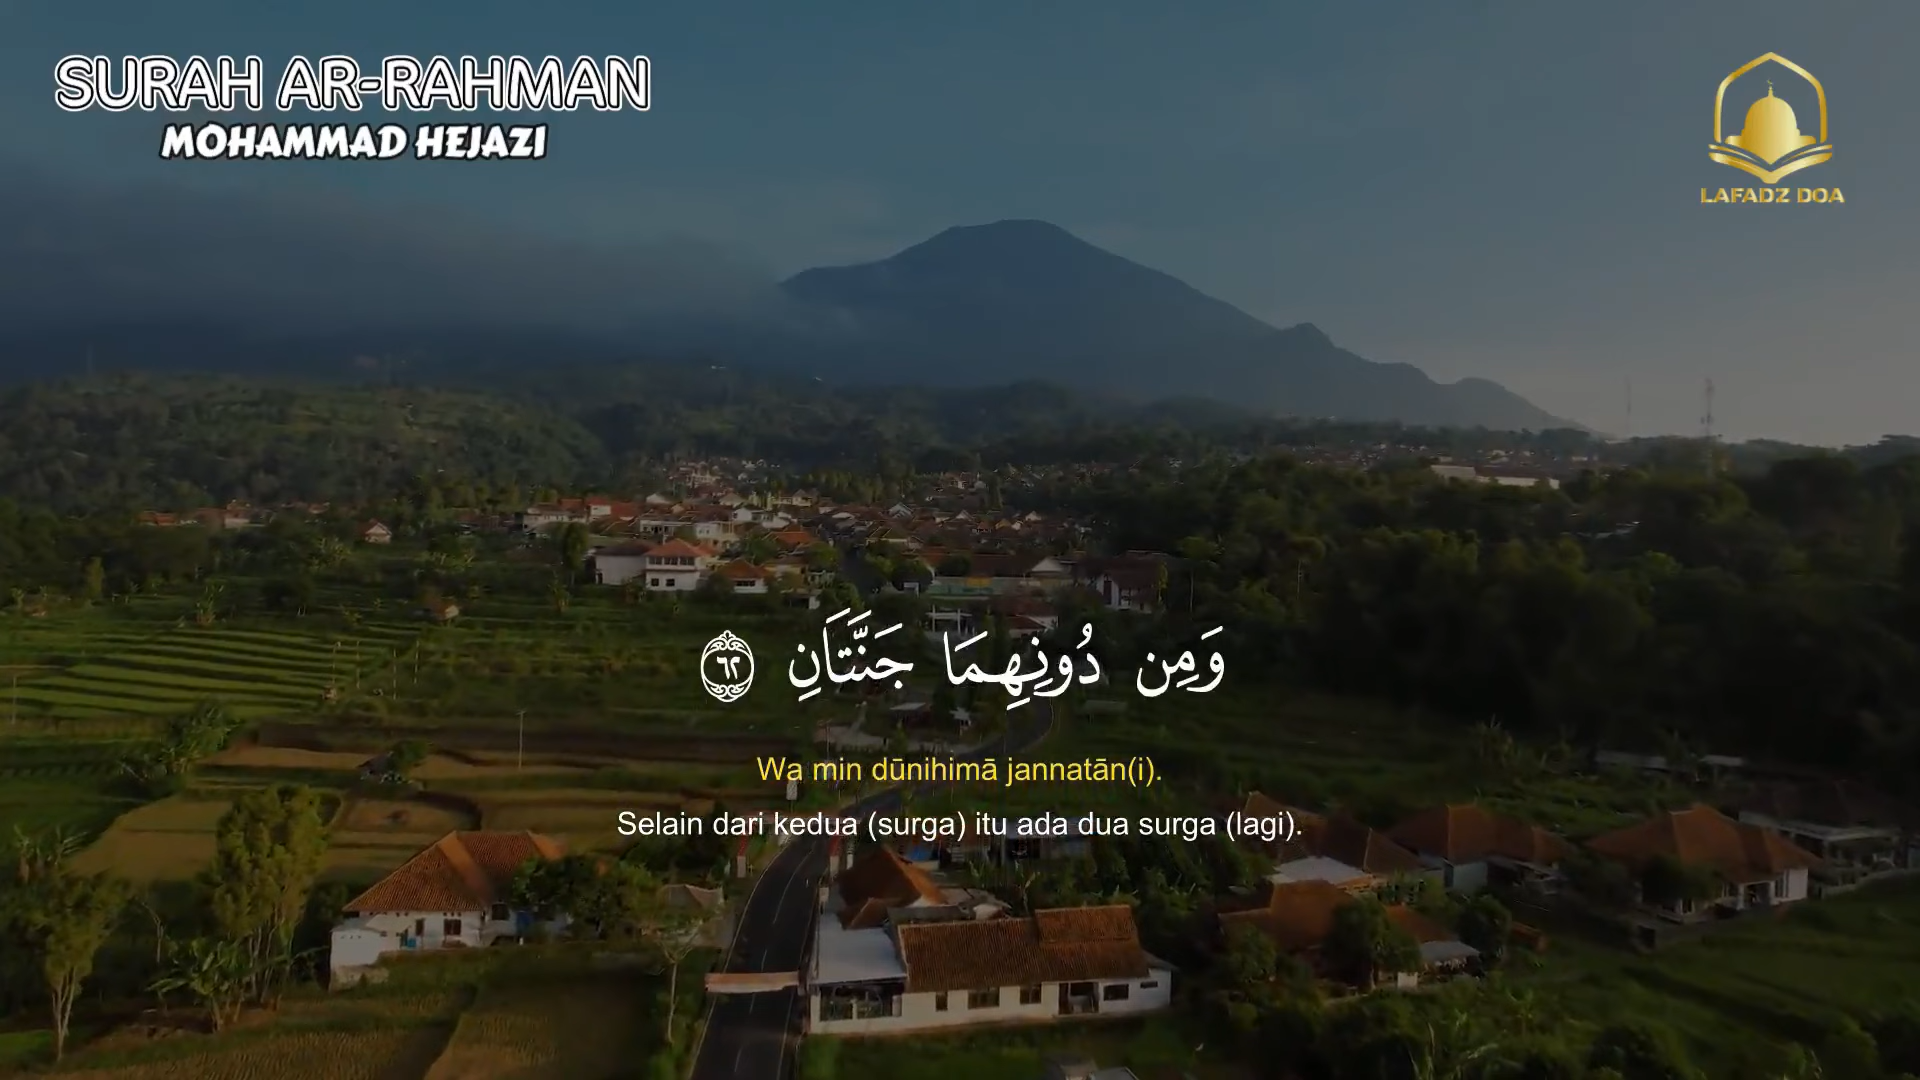 SURAH AR-RAHMAN
MOHAMMAD HEJAZI
LAFADZ DOA
وَمِن دُونِهِمَا جَنَّتَانِ ٦٢
Wa min dūnihimā jannatān(i).
Selain dari kedua (surga) itu ada dua surga (lagi).